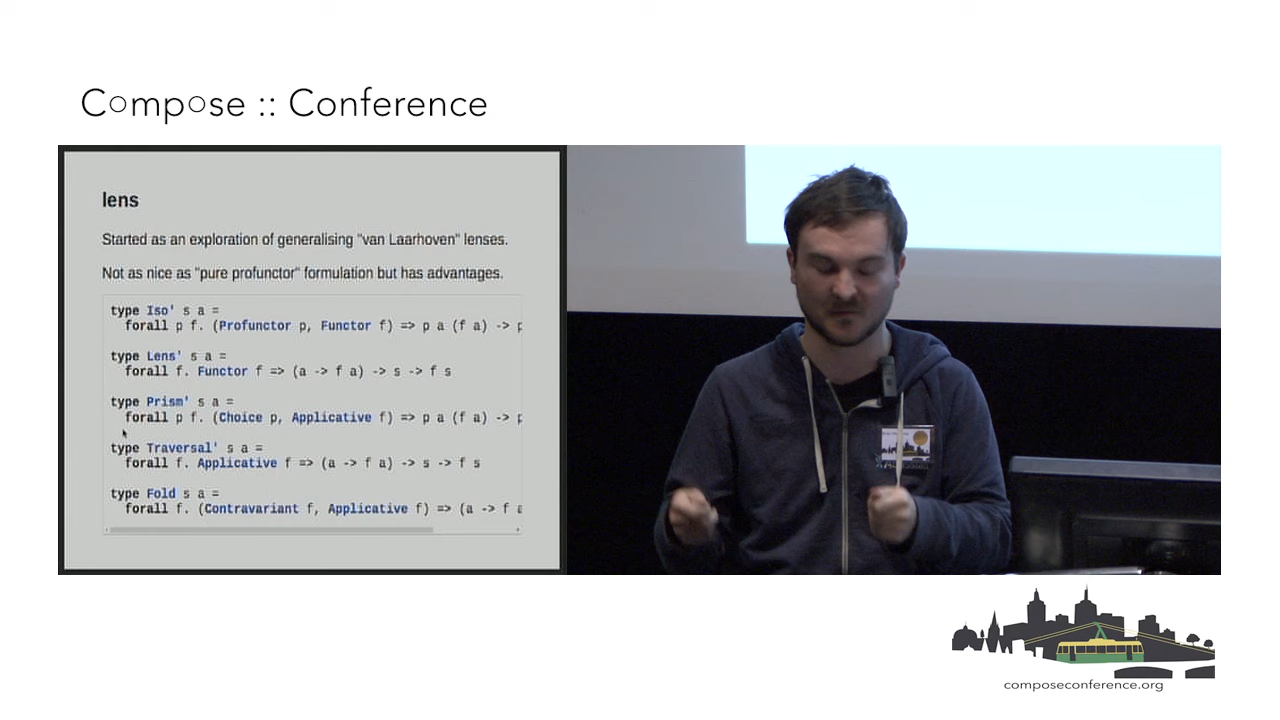 Compose :: Conference
lens
Started as an exploration of generalising "van Laarhoven" lenses.
Not as nice as "pure profunctor" formulation but has advantages.
type Iso' s a =
forall p f. (Profunctor p, Functor f) => p a (f a) -> p
type Lens' s a =
forall f. Functor f => (a -> f a) -> s -> f s
type Prism' s a =
forall p f. (Choice p, Applicative f) => p a (f a) -> p
type Traversal' s a =
forall f. Applicative f => (a -> f a) -> s -> f s
type Fold s a =
forall f. (Contravariant f, Applicative f) => (a -> f a
composeconference.org